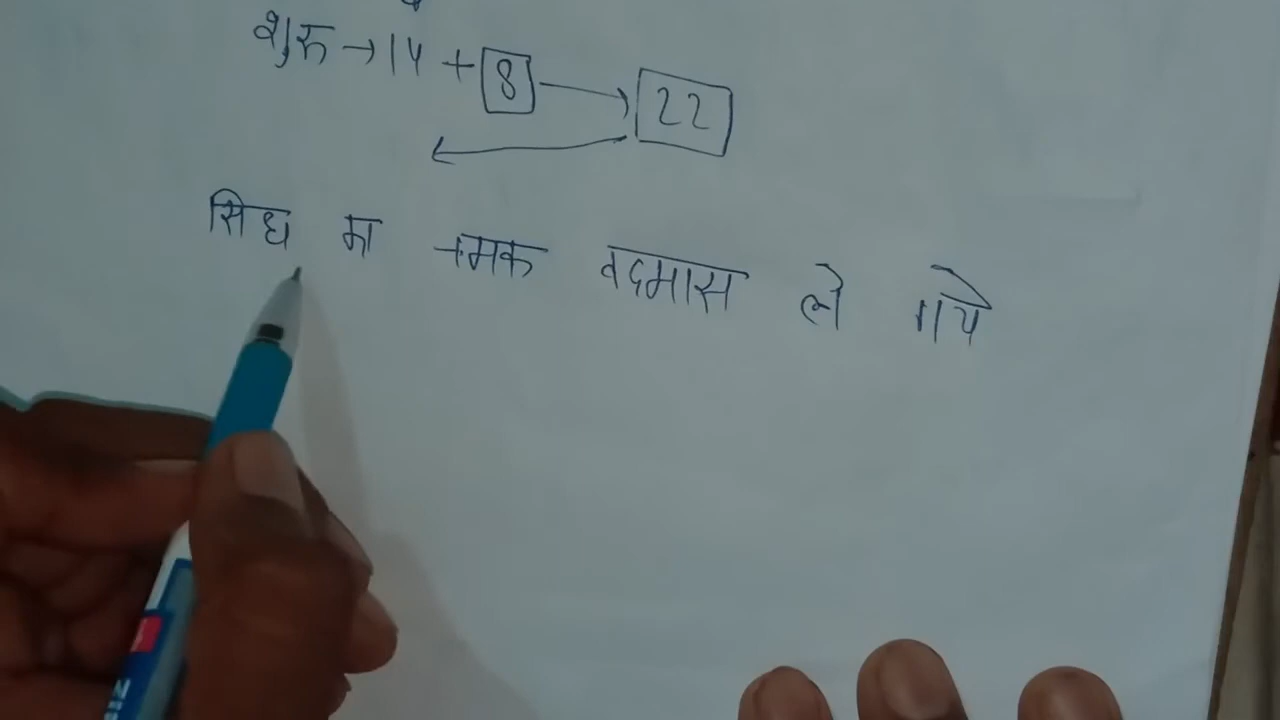 शुरु → 14 + 8 → 22
सिध का नमक वदमास ले गये